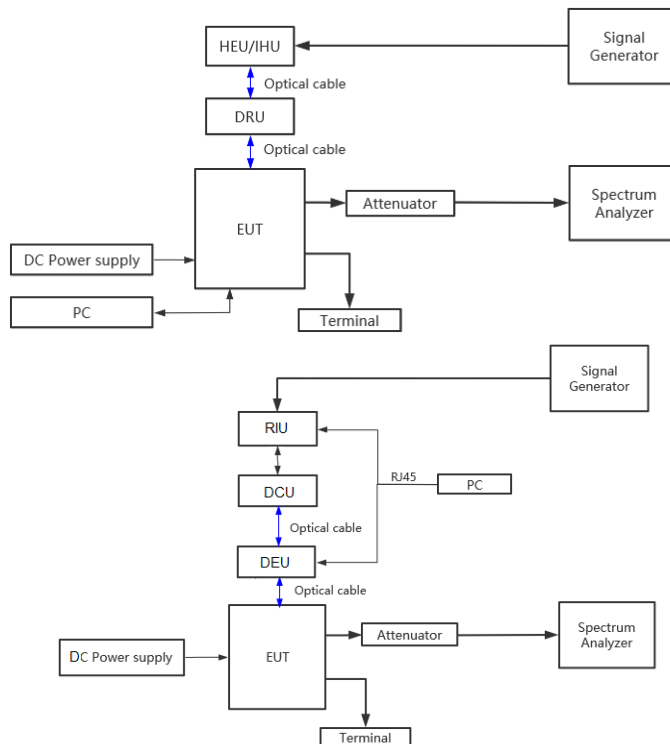 HEU/IHU
Signal
Generator
Optical cable
DRU
Optical cable
EUT
Attenuator
Spectrum
Analyzer
DC Power supply
PC
Terminal
Signal
Generator
RIU
RJ45
PC
DCU
Optical cable
DEU
Optical cable
EUT
Attenuator
Spectrum
Analyzer
DC Power supply
Terminal